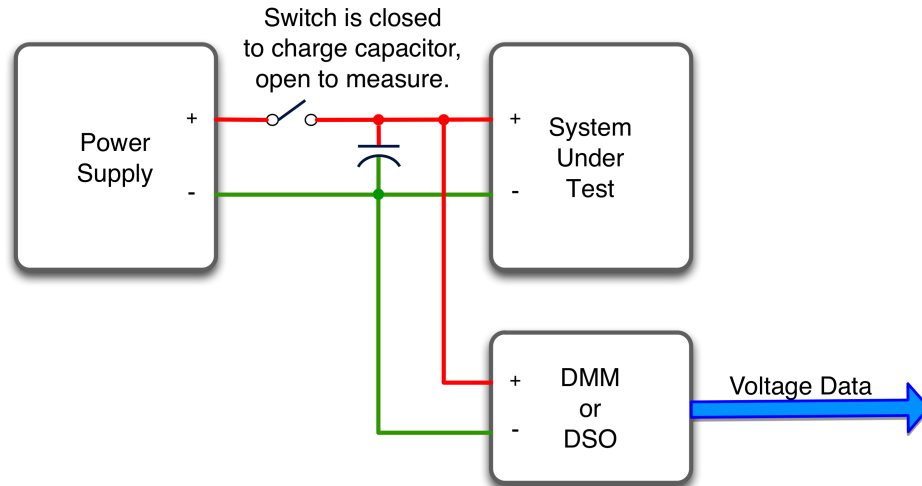 Switch is closed
to charge capacitor,
open to measure.
+
Power
Supply
-
+
System
Under
Test
-
+
DMM
or
DSO
-
Voltage Data